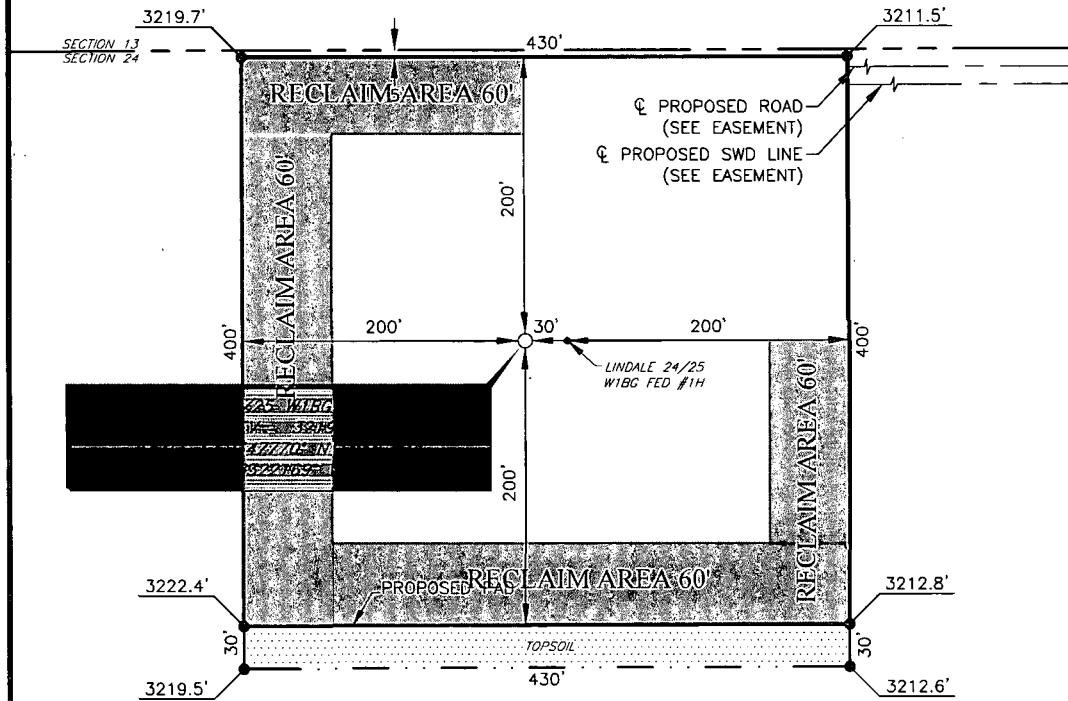 3219.7'
3211.5'
SECTION 13
SECTION 24
430'
RECLAIM AREA 60'
5'
℄ PROPOSED ROAD
(SEE EASEMENT)
℄ PROPOSED SWD LINE
(SEE EASEMENT)
RECLAIM AREA 60'
200'
400'
200'
30'
200'
400'
LINDALE 24/25
W1BG FED #1H
200'
RECLAIM AREA 60'
RECLAIM AREA 60'
PROPOSED PAD
3222.4'
3212.8'
30'
TOPSOIL
30'
430'
3219.5'
3212.6'